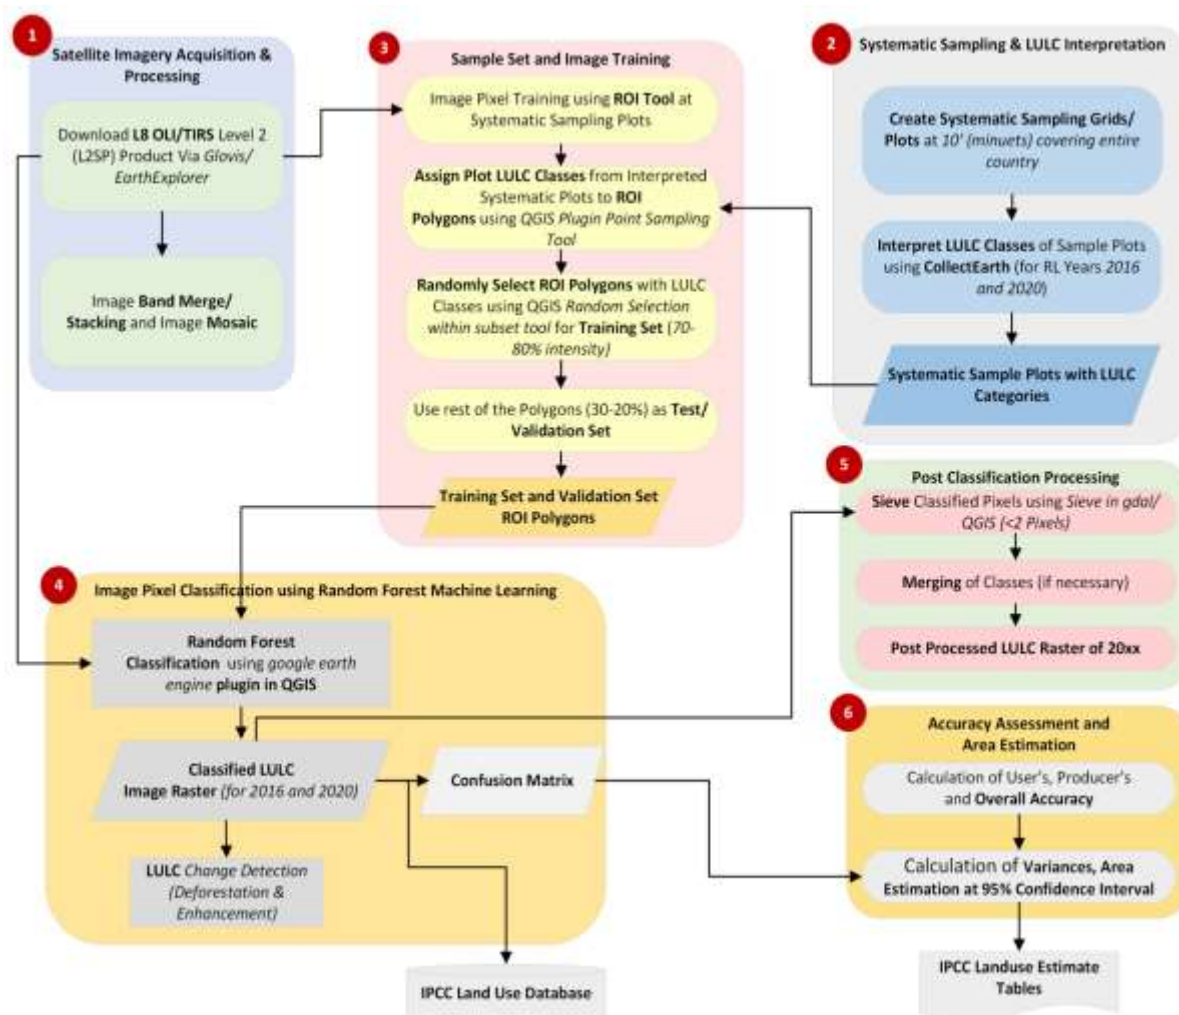 1
Satellite Imagery Acquisition &
Processing
Download L8 OLI/TIRS Level 2
(L2SP) Product Via Glovis/
EarthExplorer
Image Band Merge/
Stacking and Image Mosaic
3
Sample Set and Image Training
Image Pixel Training using ROI Tool at
Systematic Sampling Plots
Assign Plot LULC Classes from Interpreted
Systematic Plots to ROI
Polygons using QGIS Plugin Point Sampling
Tool
Randomly Select ROI Polygons with LULC
Classes using QGIS Random Selection
within subset tool for Training Set (70-
80% intensity)
Use rest of the Polygons (30-20%) as Test/
Validation Set
Training Set and Validation Set
ROI Polygons
2
Systematic Sampling & LULC Interpretation
Create Systematic Sampling Grids/
Plots at 10' (minuets) covering entire
country
Interpret LULC Classes of Sample Plots
using CollectEarth (for RL Years 2016
and 2020)
Systematic Sample Plots with LULC
Categories
5
Post Classification Processing
Sieve Classified Pixels using Sieve in gdal/
QGIS (<2 Pixels)
Merging of Classes (if necessary)
Post Processed LULC Raster of 20xx
4
Image Pixel Classification using Random Forest Machine Learning
Random Forest
Classification using google earth
engine plugin in QGIS
Classified LULC
Image Raster (for 2016 and 2020)
Confusion Matrix
LULC Change Detection
(Deforestation &
Enhancement)
IPCC Land Use Database
6
Accuracy Assessment and
Area Estimation
Calculation of User's, Producer's
and Overall Accuracy
Calculation of Variances, Area
Estimation at 95% Confidence Interval
IPCC Landuse Estimate
Tables